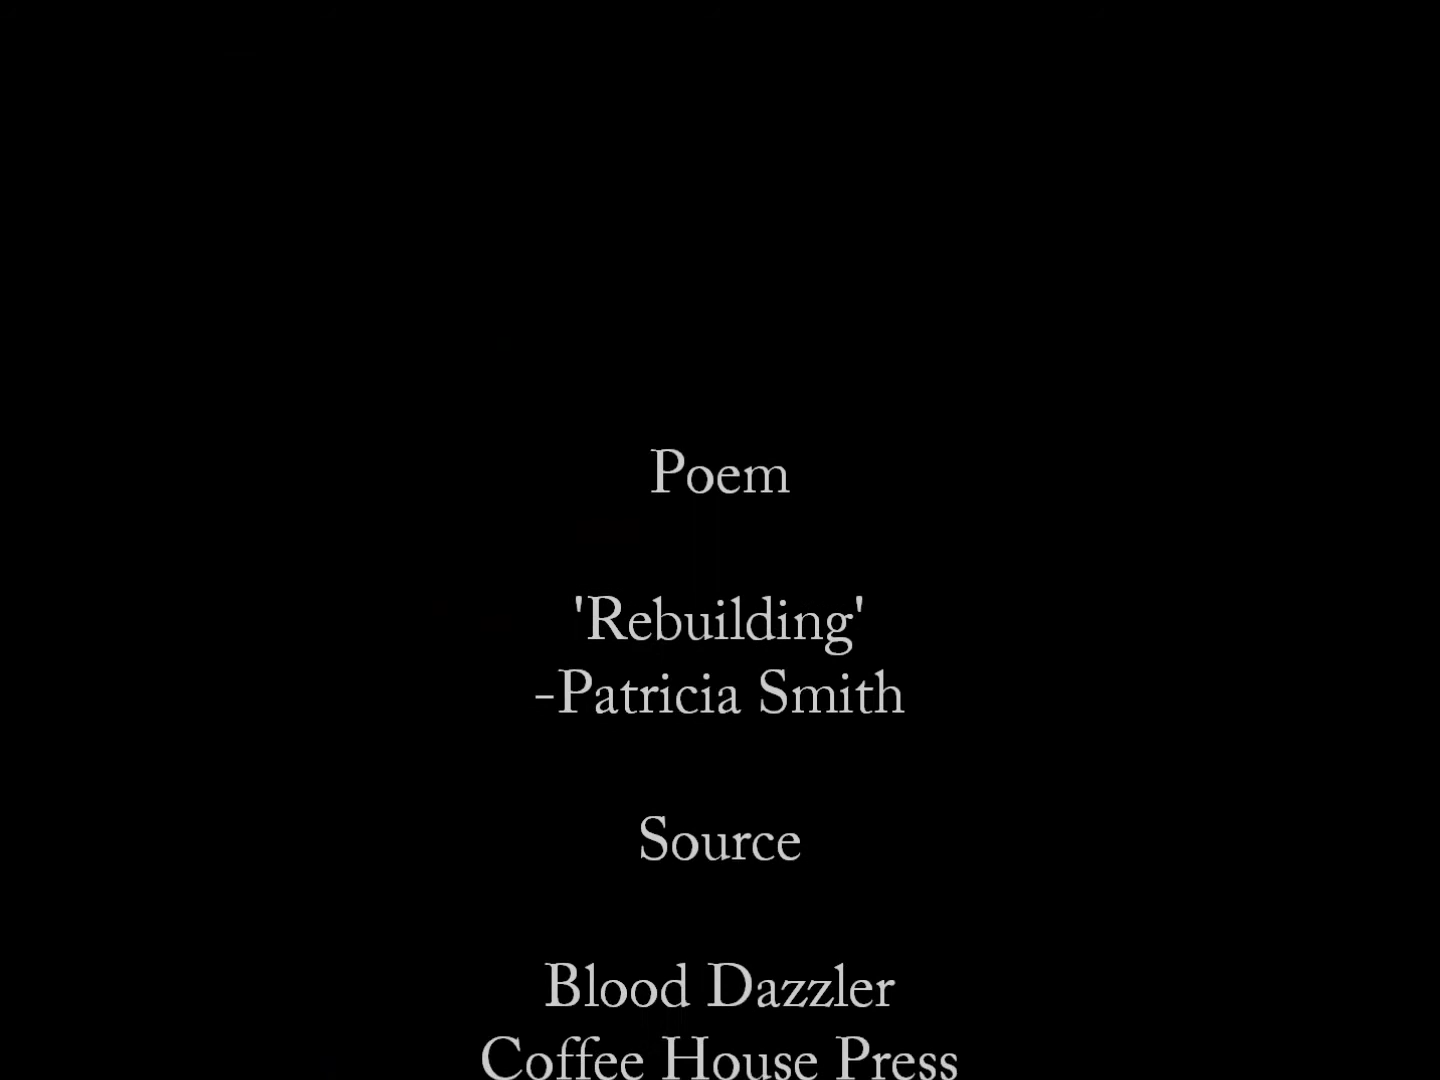 Poem
'Rebuilding'
-Patricia Smith
Source
Blood Dazzler
Coffee House Press